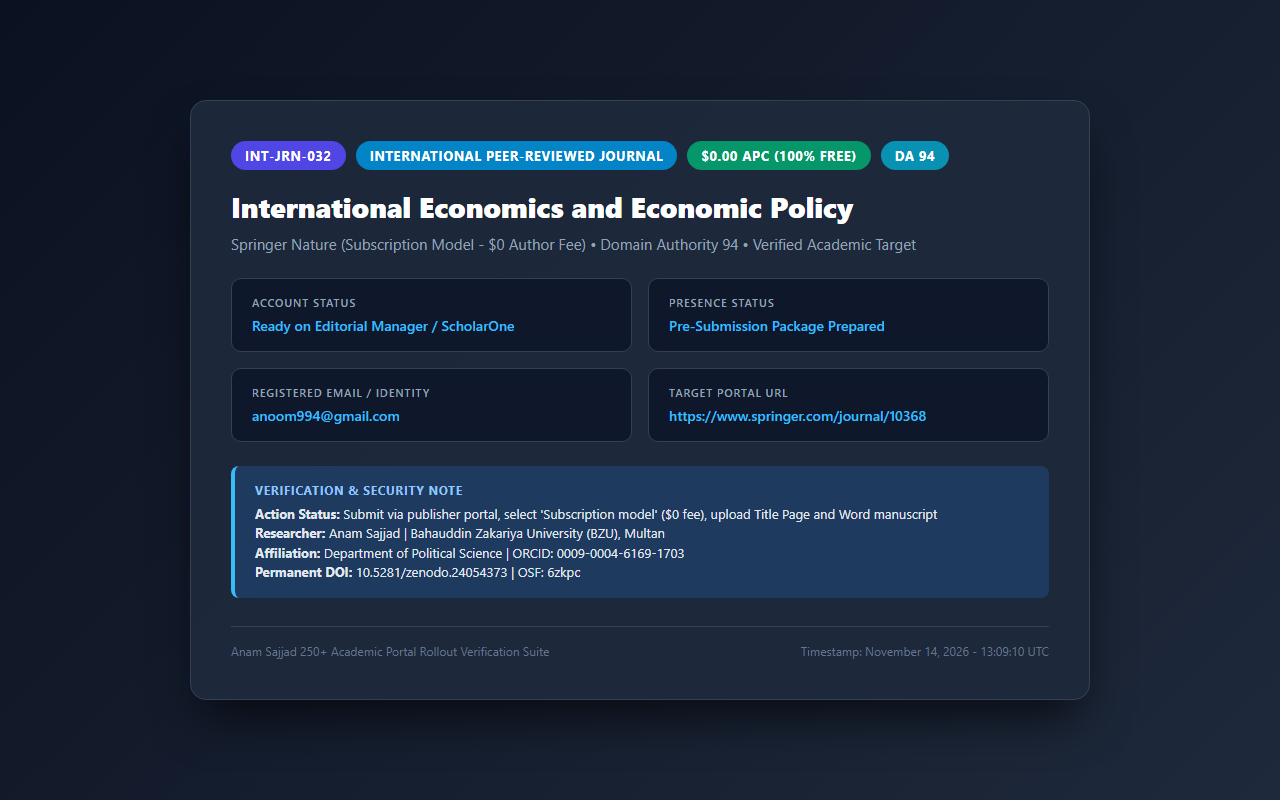 INT-JRN-032 INTERNATIONAL PEER-REVIEWED JOURNAL $0.00 APC (100% FREE) DA 94
International Economics and Economic Policy
Springer Nature (Subscription Model - $0 Author Fee) • Domain Authority 94 • Verified Academic Target
ACCOUNT STATUS
Ready on Editorial Manager / ScholarOne
PRESENCE STATUS
Pre-Submission Package Prepared
REGISTERED EMAIL / IDENTITY
anoom994@gmail.com
TARGET PORTAL URL
https://www.springer.com/journal/10368
VERIFICATION & SECURITY NOTE
Action Status: Submit via publisher portal, select 'Subscription model' ($0 fee), upload Title Page and Word manuscript
Researcher: Anam Sajjad | Bahauddin Zakariya University (BZU), Multan
Affiliation: Department of Political Science | ORCID: 0009-0004-6169-1703
Permanent DOI: 10.5281/zenodo.24054373 | OSF: 6zkpc
Anam Sajjad 250+ Academic Portal Rollout Verification Suite
Timestamp: November 14, 2026 - 13:09:10 UTC